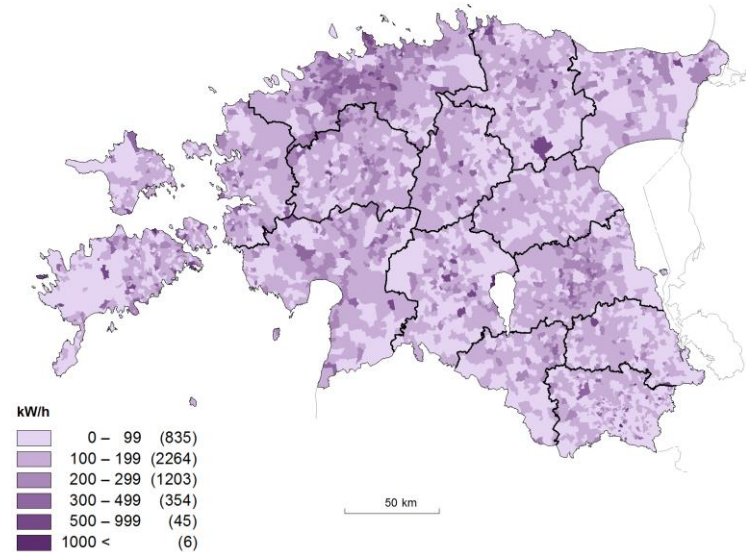 kW/h
0 – 99 (835)
100 – 199 (2264)
200 – 299 (1203)
300 – 499 (354)
500 – 999 (45)
1000 < (6)
50 km